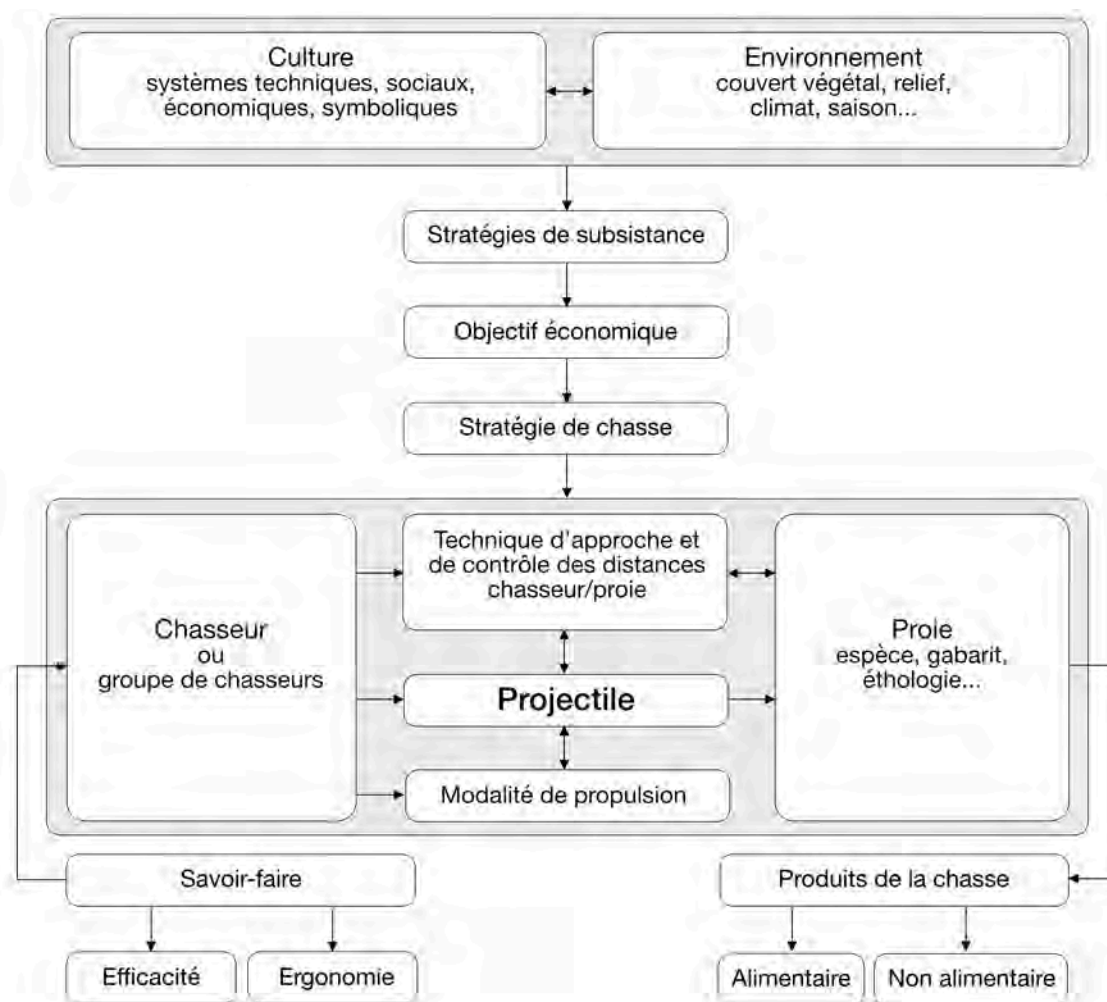 Culture
systèmes techniques, sociaux,
économiques, symboliques
Environnement
couvert végétal, relief,
climat, saison...
Stratégies de subsistance
Objectif économique
Stratégie de chasse
Chasseur
ou
groupe de chasseurs
Technique d'approche et
de contrôle des distances
chasseur/proie
Projectile
Modalité de propulsion
Proie
espèce, gabarit,
éthologie...
Savoir-faire
Produits de la chasse
Efficacité
Ergonomie
Alimentaire
Non alimentaire